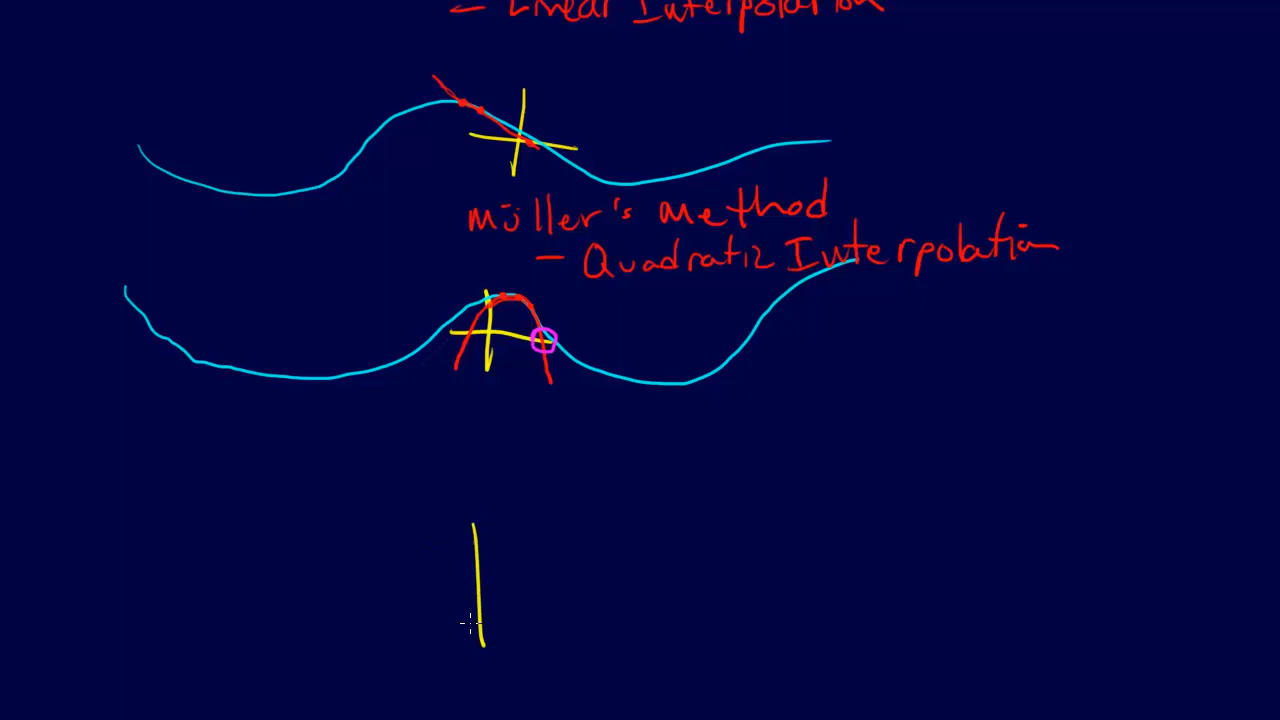 – Linear Interpolation
müller's method
– Quadratic Interpolation